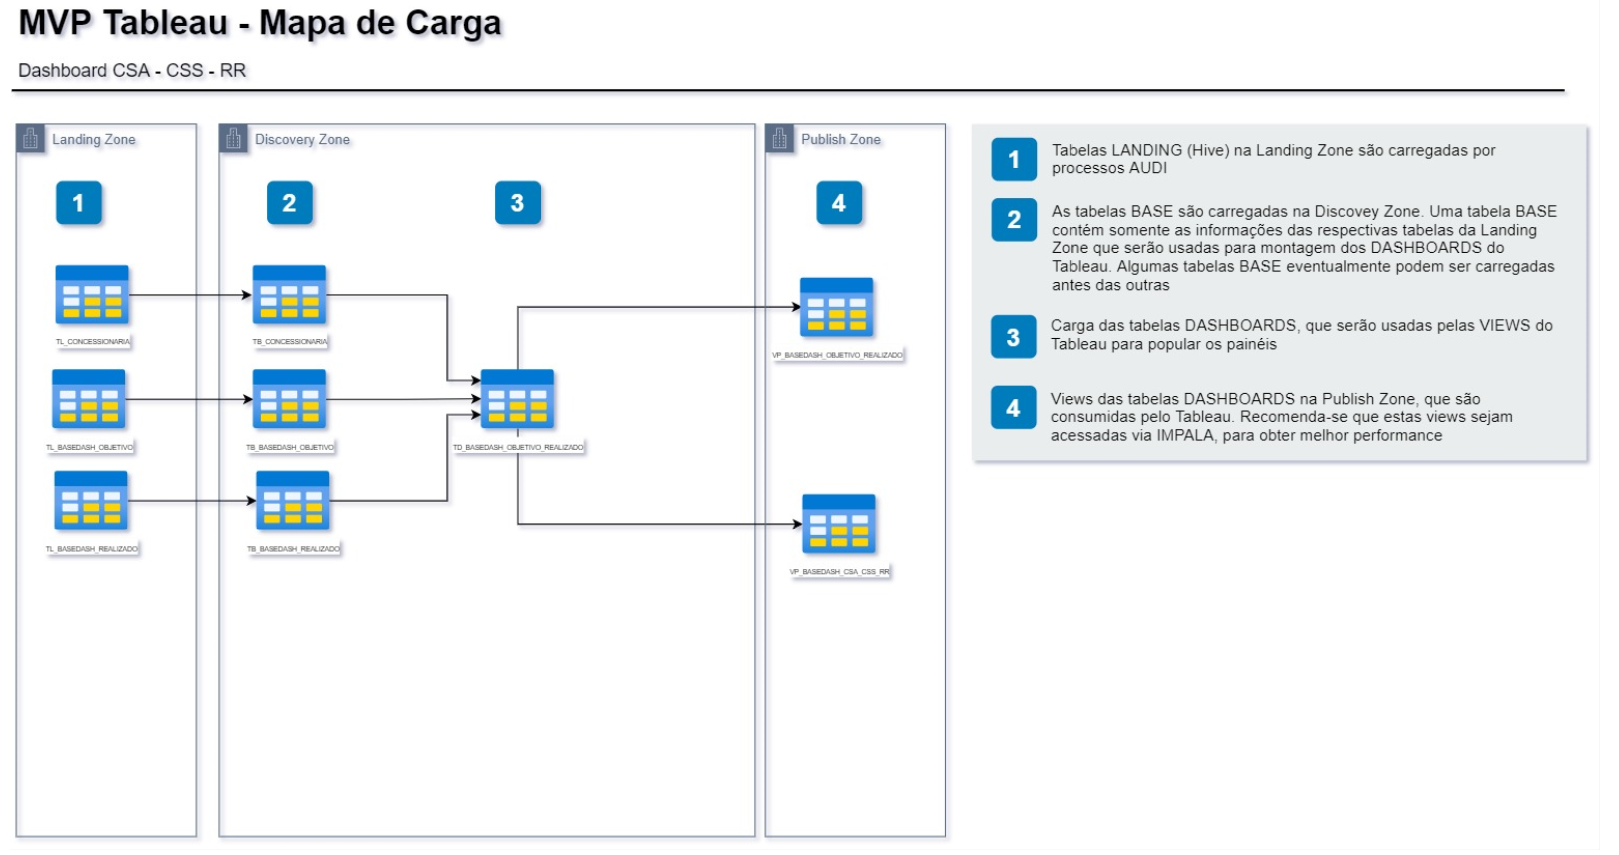 MVP Tableau - Mapa de Carga
Dashboard CSA - CSS - RR
Landing Zone
Discovery Zone
Publish Zone
1
2
3
4
TL_CONCESSIONARIA
TB_CONCESSIONARIA
VP_BASEDASH_OBJETIVO_REALIZADO
TL_BASEDASH_OBJETIVO
TB_BASEDASH_OBJETIVO
TD_BASEDASH_OBJETIVO_REALIZADO
TL_BASEDASH_REALIZADO
TB_BASEDASH_REALIZADO
VP_BASEDASH_CSA_CSS_RR
1
Tabelas LANDING (Hive) na Landing Zone são carregadas por
processos AUDI
2
As tabelas BASE são carregadas na Discovey Zone. Uma tabela BASE
contém somente as informações das respectivas tabelas da Landing
Zone que serão usadas para montagem dos DASHBOARDS do
Tableau. Algumas tabelas BASE eventualmente podem ser carregadas
antes das outras
3
Carga das tabelas DASHBOARDS, que serão usadas pelas VIEWS do
Tableau para popular os painéis
4
Views das tabelas DASHBOARDS na Publish Zone, que são
consumidas pelo Tableau. Recomenda-se que estas views sejam
acessadas via IMPALA, para obter melhor performance